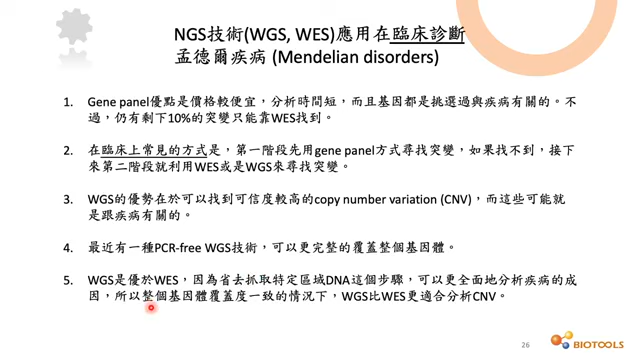 NGS技術(WGS, WES)應用在臨床診斷
孟德爾疾病 (Mendelian disorders)
1. Gene panel優點是價格較便宜，分析時間短，而且基因都是挑選過與疾病有關的。不
過，仍有剩下10%的突變只能靠WES找到。
2. 在臨床上常見的方式是，第一階段先用gene panel方式尋找突變，如果找不到，接下
來第二階段就利用WES或是WGS來尋找突變。
3. WGS的優勢在於可以找到可信度較高的copy number variation (CNV)，而這些可能就
是跟疾病有關的。
4. 最近有一種PCR-free WGS技術，可以更完整的覆蓋整個基因體。
5. WGS是優於WES，因為省去抓取特定區域DNA這個步驟，可以更全面地分析疾病的成
因，所以整個基因體覆蓋度一致的情況下，WGS比WES更適合分析CNV。
26
BIOTOOLS